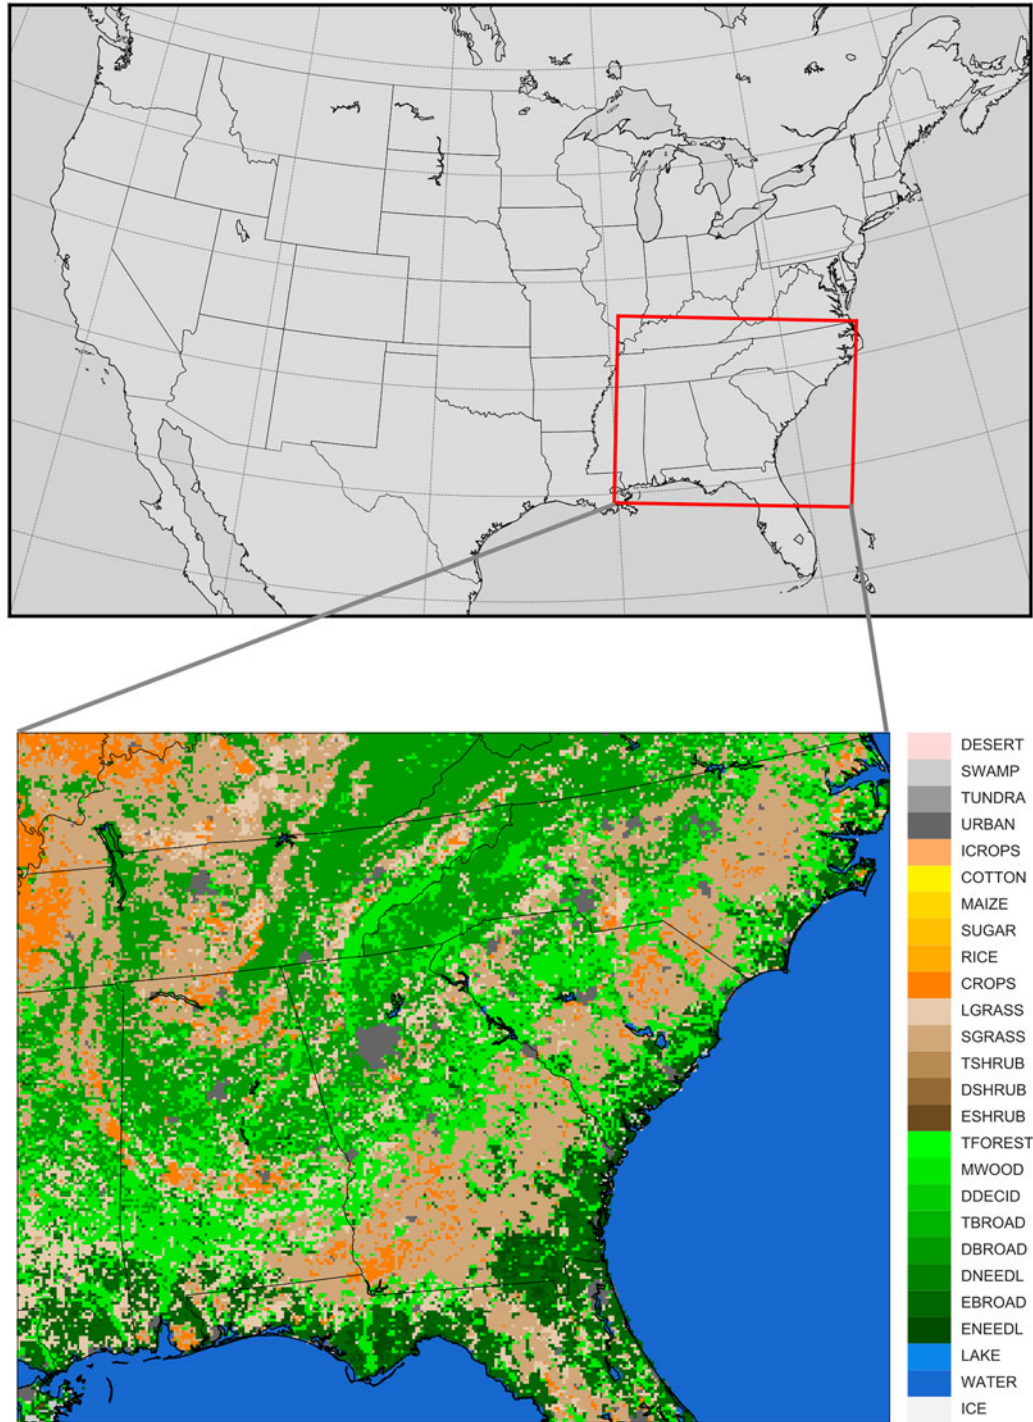 DESERT
SWAMP
TUNDRA
URBAN
ICROPS
COTTON
MAIZE
SUGAR
RICE
CROPS
LGRASS
SGRASS
TSHRUB
DSHRUB
ESHRUB
TFOREST
MWOOD
DDECID
TBROAD
DBROAD
DNEEDL
EBROAD
ENEEDL
LAKE
WATER
ICE